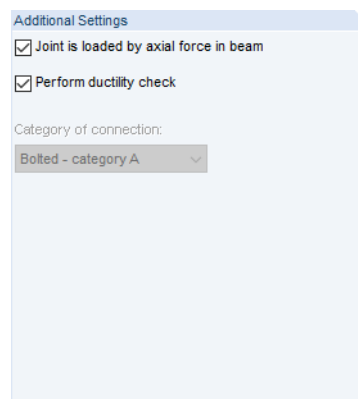 Additional Settings
Joint is loaded by axial force in beam
Perform ductility check
Category of connection:
Bolted - category A